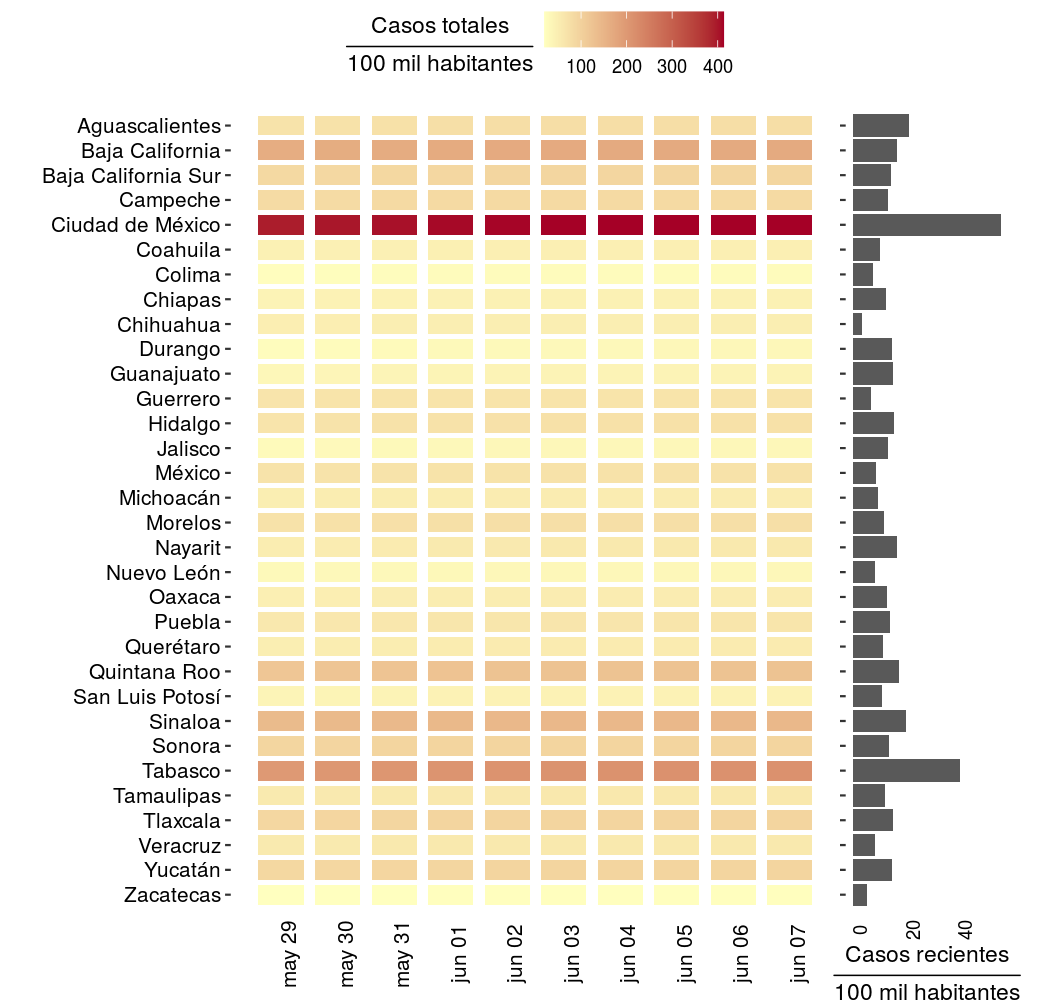 Casos totales
100 mil habitantes
100 200 300 400
Aguascalientes
Baja California
Baja California Sur
Campeche
Ciudad de México
Coahuila
Colima
Chiapas
Chihuahua
Durango
Guanajuato
Guerrero
Hidalgo
Jalisco
México
Michoacán
Morelos
Nayarit
Nuevo León
Oaxaca
Puebla
Querétaro
Quintana Roo
San Luis Potosí
Sinaloa
Sonora
Tabasco
Tamaulipas
Tlaxcala
Veracruz
Yucatán
Zacatecas
may 29
may 30
may 31
jun 01
jun 02
jun 03
jun 04
jun 05
jun 06
jun 07
0
20
40
Casos recientes
100 mil habitantes